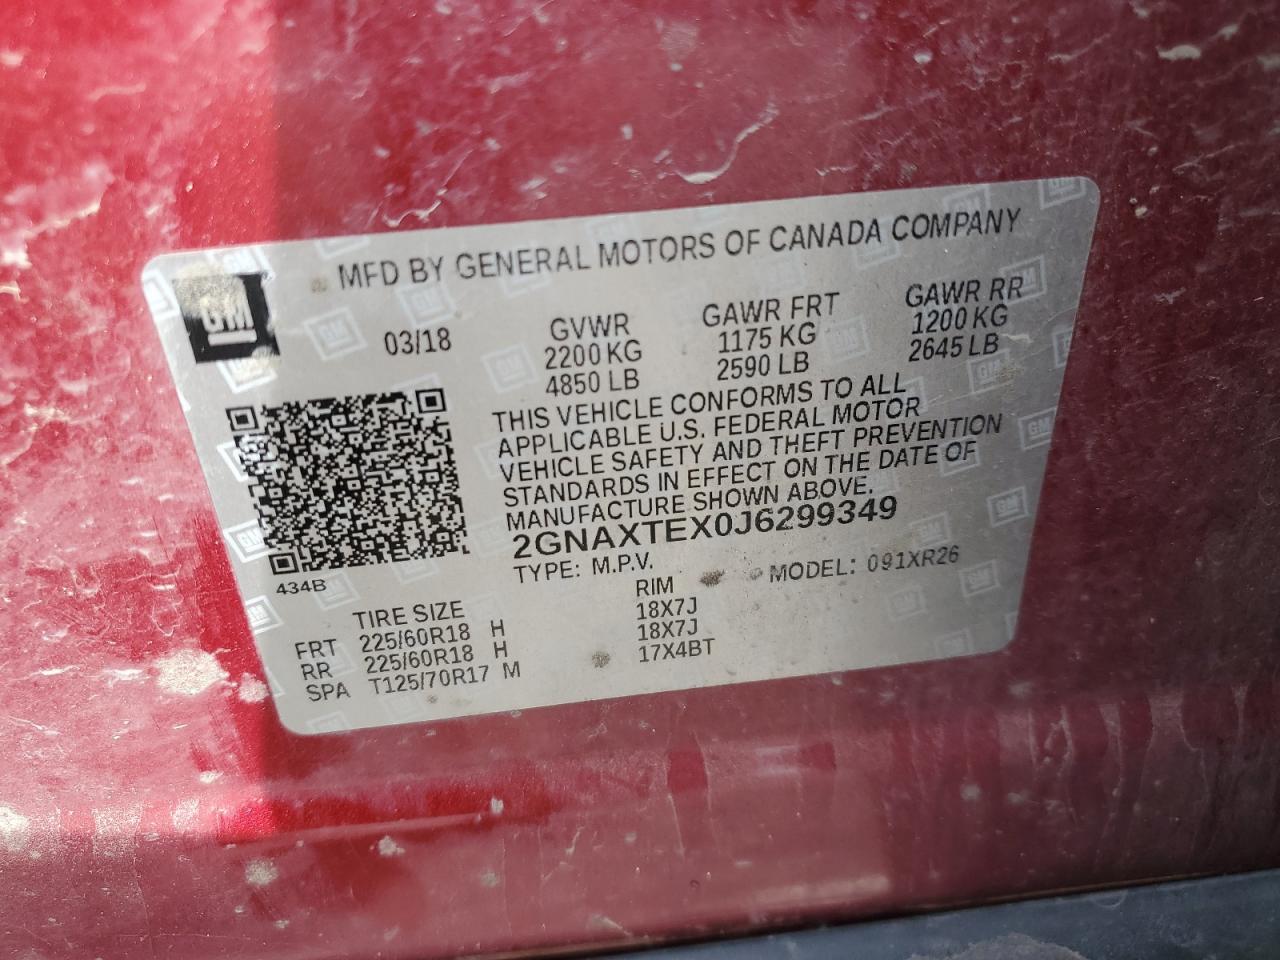 MFD BY GENERAL MOTORS OF CANADA COMPANY
GM
03/18
GVWR GAWR FRT GAWR RR
2200 KG 1175 KG 1200 KG
4850 LB 2590 LB 2645 LB
THIS VEHICLE CONFORMS TO ALL
APPLICABLE U.S. FEDERAL MOTOR
VEHICLE SAFETY AND THEFT PREVENTION
STANDARDS IN EFFECT ON THE DATE OF
MANUFACTURE SHOWN ABOVE.
2GNAXTEX0J6299349
TYPE: M.P.V. MODEL: 091XR26
434B
TIRE SIZE RIM
FRT 225/60R18 H 18X7J
RR 225/60R18 H 18X7J
SPA T125/70R17 M 17X4BT